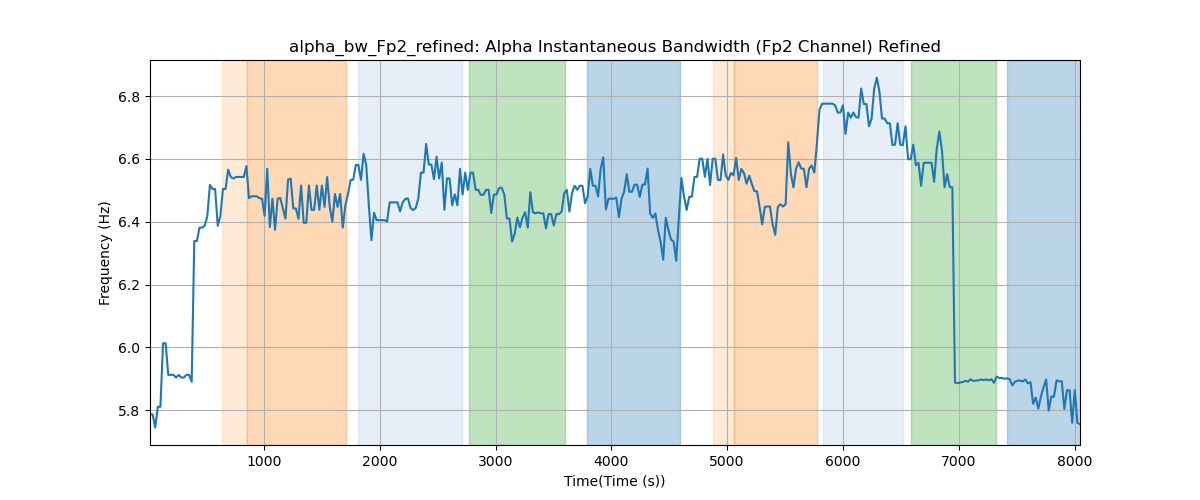 alpha_bw_Fp2_refined: Alpha Instantaneous Bandwidth (Fp2 Channel) Refined
Frequency (Hz)
6.8
6.6
6.4
6.2
6.0
5.8
1000 2000 3000 4000 5000 6000 7000 8000
Time(Time (s))